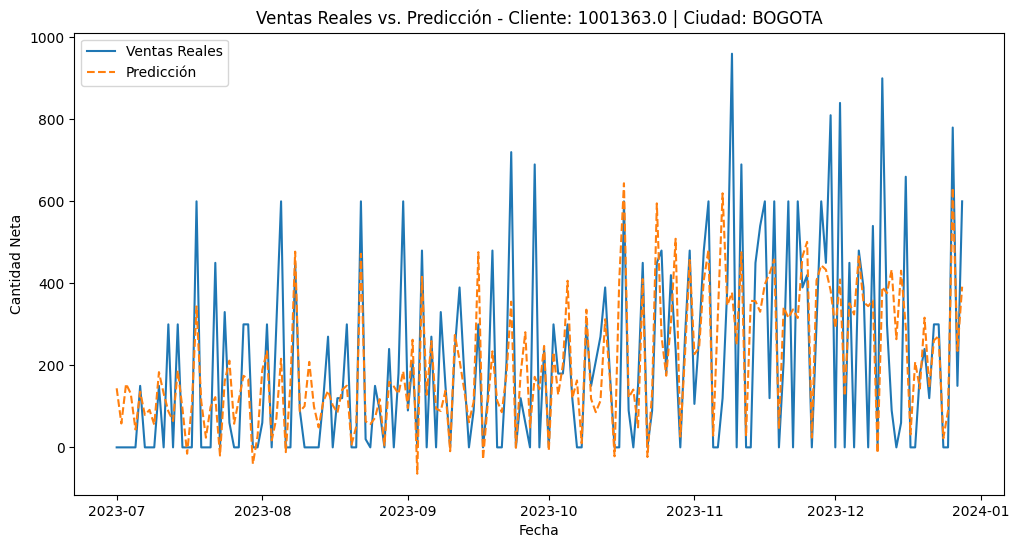 Ventas Reales vs. Predicción - Cliente: 1001363.0 | Ciudad: BOGOTA
Ventas Reales
Predicción
Cantidad Neta
1000
800
600
400
200
0
2023-07
2023-08
2023-09
2023-10
2023-11
2023-12
2024-01
Fecha